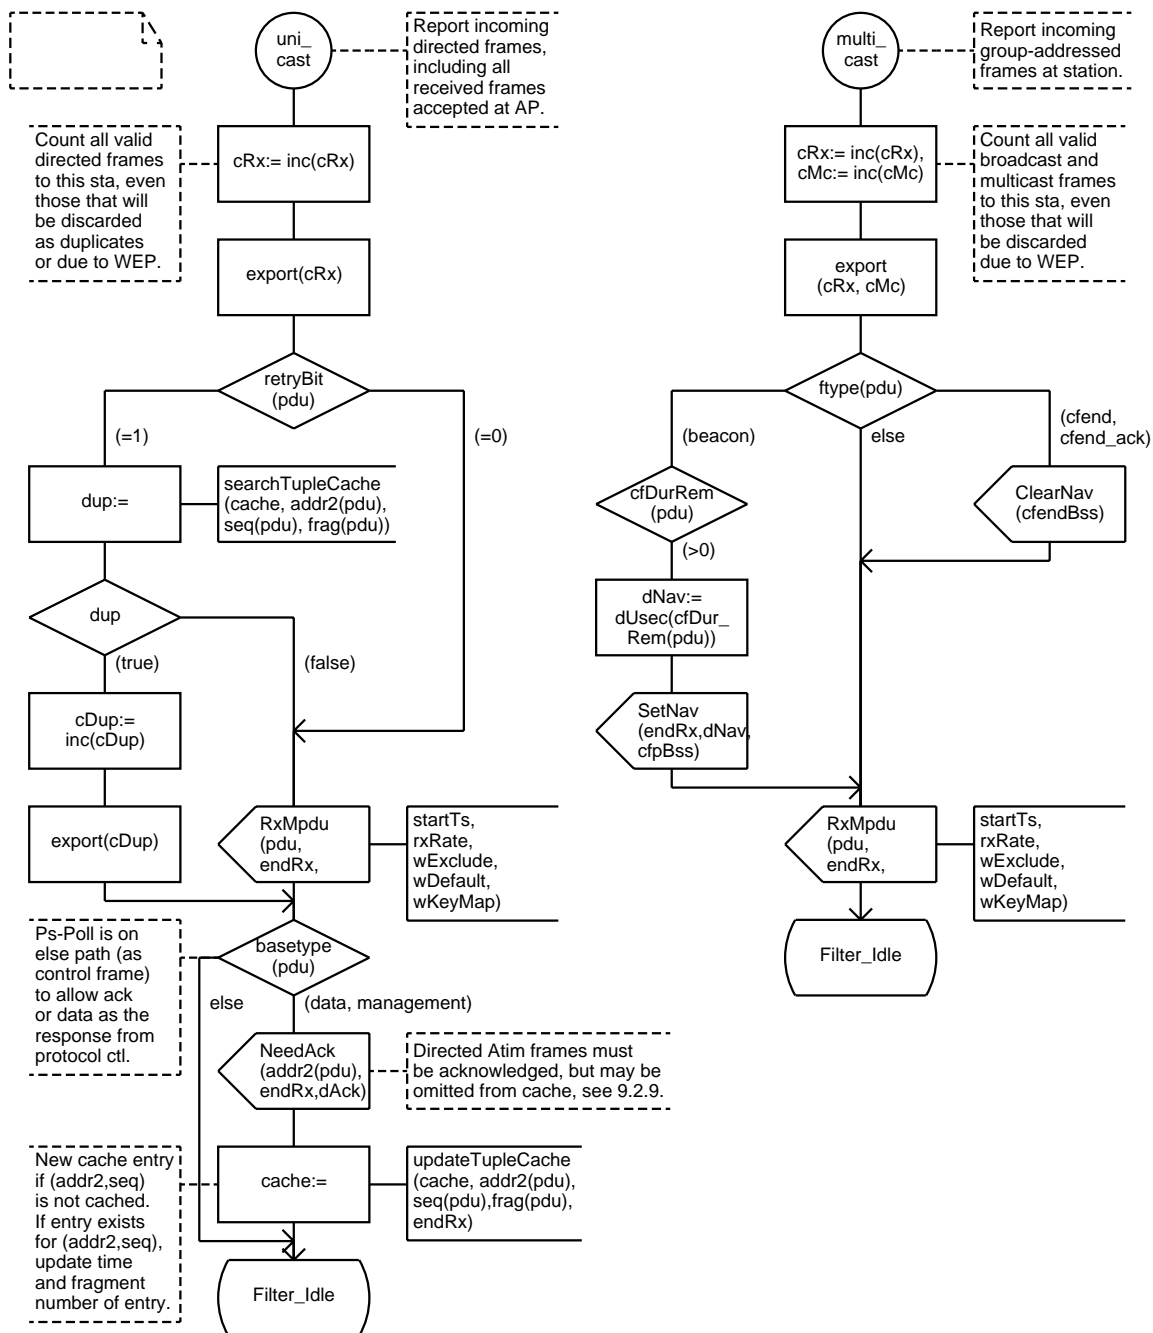 uni_
cast
Report incoming
directed frames,
including all
received frames
accepted at AP.
Count all valid
directed frames
to this sta, even
those that will
be discarded
as duplicates
or due to WEP.
cRx:= inc(cRx)
export(cRx)
retryBit
(pdu)
(=1)
(=0)
dup:=
searchTupleCache
(cache, addr2(pdu),
seq(pdu), frag(pdu))
dup
(true)
(false)
cDup:=
inc(cDup)
export(cDup)
RxMpdu
(pdu,
endRx,
startTs,
rxRate,
wExclude,
wDefault,
wKeyMap)
Ps-Poll is on
else path (as
control frame)
to allow ack
or data as the
response from
protocol ctl.
basetype
(pdu)
else
(data, management)
NeedAck
(addr2(pdu),
endRx,dAck)
Directed Atim frames must
be acknowledged, but may be
omitted from cache, see 9.2.9.
New cache entry
if (addr2,seq)
is not cached.
If entry exists
for (addr2,seq),
update time
and fragment
number of entry.
cache:=
updateTupleCache
(cache, addr2(pdu),
seq(pdu),frag(pdu),
endRx)
Filter_Idle
multi_
cast
Report incoming
group-addressed
frames at station.
cRx:= inc(cRx),
cMc:= inc(cMc)
Count all valid
broadcast and
multicast frames
to this sta, even
those that will
be discarded
due to WEP.
export
(cRx, cMc)
ftype(pdu)
(beacon)
else
(cfend,
cfend_ack)
cfDurRem
(pdu)
(>0)
ClearNav
(cfendBss)
dNav:=
dUsec(cfDur_
Rem(pdu))
SetNav
(endRx,dNav,
cfpBss)
RxMpdu
(pdu,
endRx,
startTs,
rxRate,
wExclude,
wDefault,
wKeyMap)
Filter_Idle